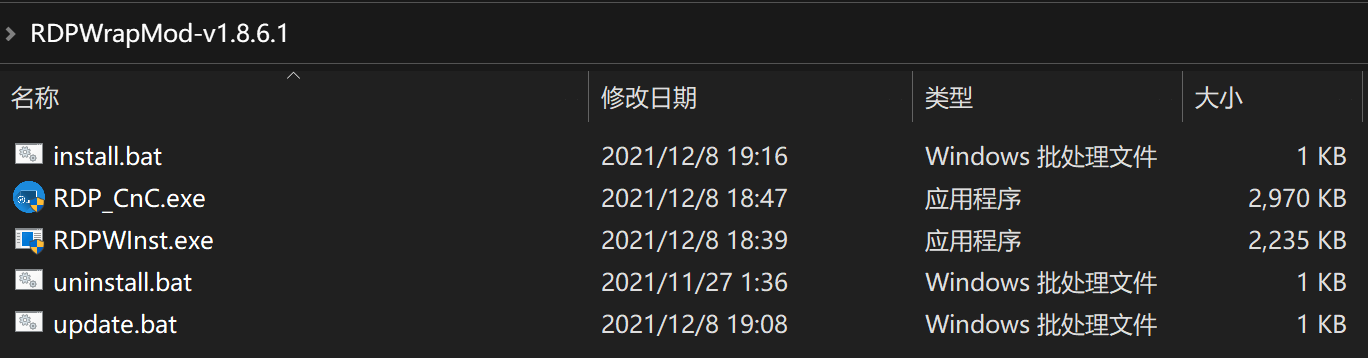 RDPWrapMod-v1.8.6.1
名称 修改日期 类型 大小
install.bat 2021/12/8 19:16 Windows 批处理文件 1 KB
RDP_CnC.exe 2021/12/8 18:47 应用程序 2,970 KB
RDPWInst.exe 2021/12/8 18:39 应用程序 2,235 KB
uninstall.bat 2021/11/27 1:36 Windows 批处理文件 1 KB
update.bat 2021/12/8 19:08 Windows 批处理文件 1 KB